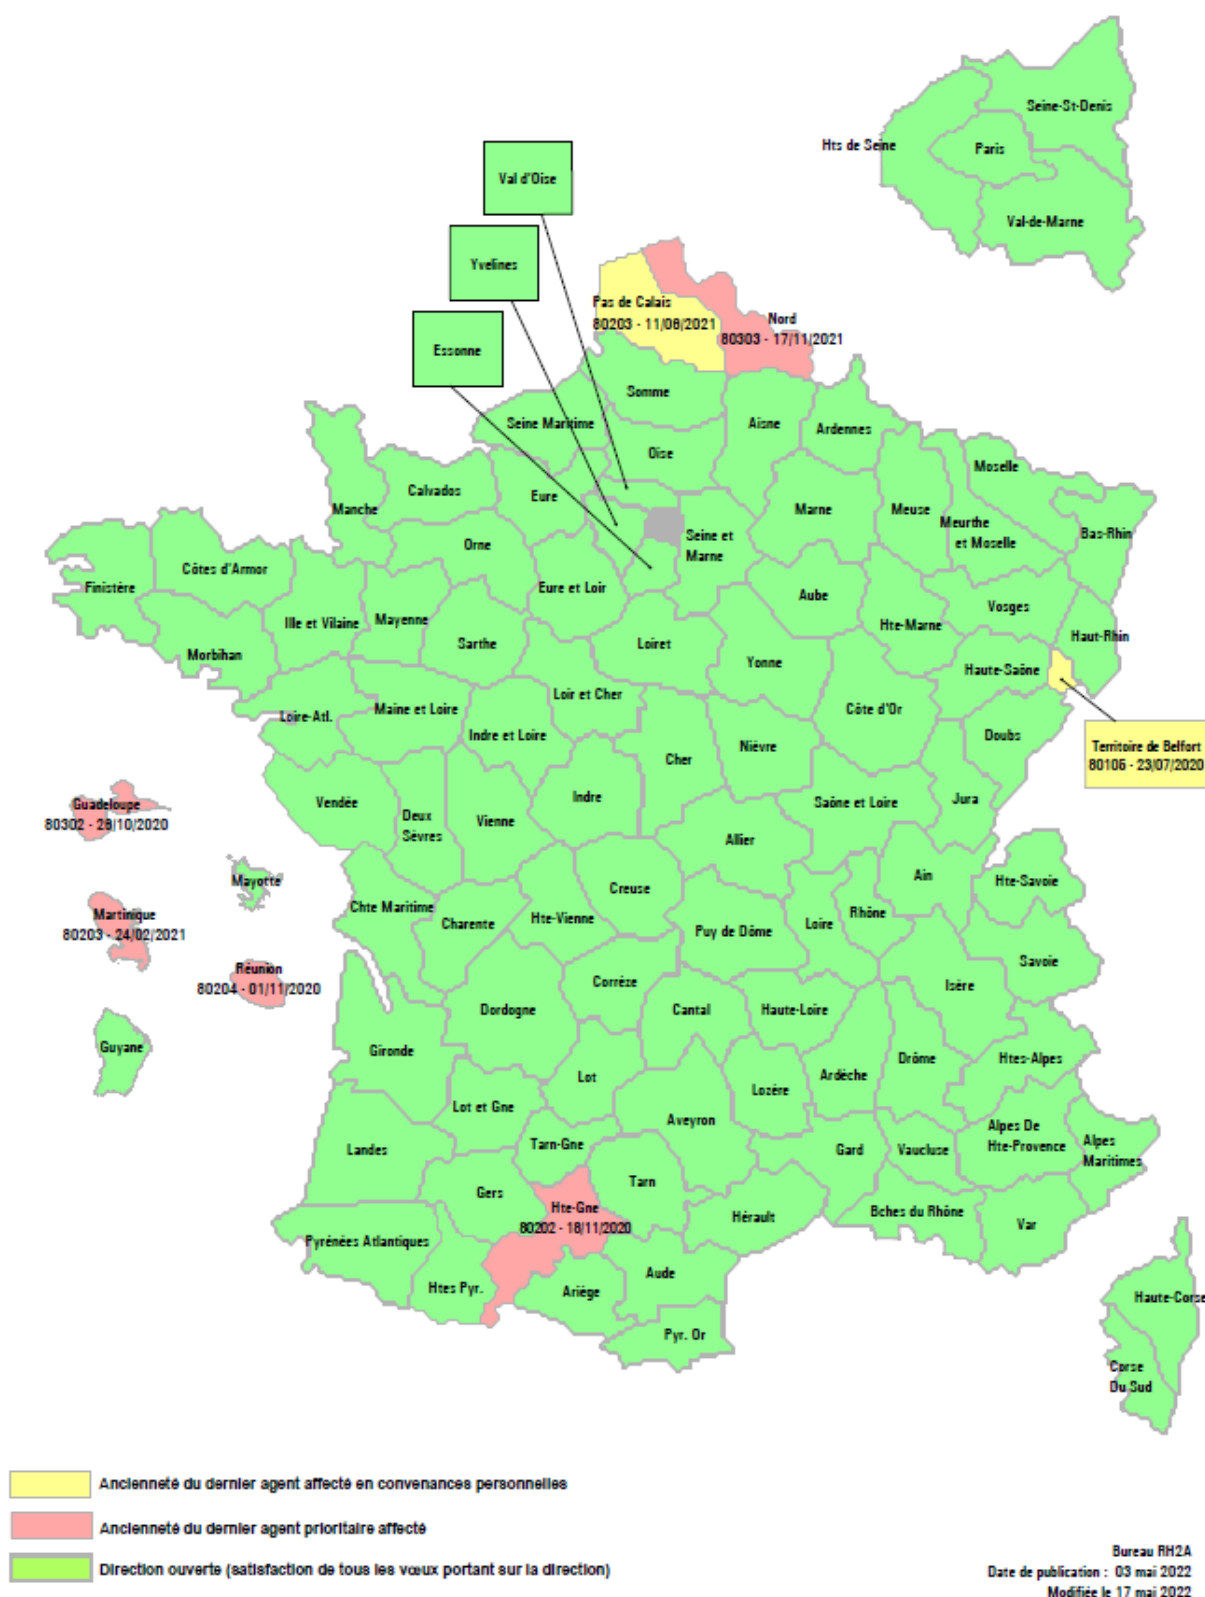 Seine-St-Denis
Hts de Seine
Paris
Val d'Oise
Val-de-Marne
Yvelines
Pas de Calais
80203 - 11/08/2021
Nord
80303 - 17/11/2021
Essonne
Somme
Aisne
Ardennes
Seine Maritime
Oise
Moselle
Calvados
Eure
Manche
Marne
Meuse
Meurthe
et Moselle
Bas-Rhin
Seine et
Marne
Orne
Côtes d'Armor
Finistère
Eure et Loir
Aube
Vosges
Ille et Vilaine
Mayenne
Hte-Marne
Haut-Rhin
Morbihan
Sarthe
Loiret
Yonne
Haute-Saône
Loire-Atl.
Maine et Loire
Loir et Cher
Côte d'Or
Indre et Loire
Doubs
Cher
Nièvre
Territoire de Belfort
80105 - 23/07/2020
Guadeloupe
80302 - 28/10/2020
Vendée
Deux
Sèvres
Vienne
Indre
Saône et Loire
Jura
Allier
Mayotte
Ain
Hte-Savoie
Creuse
Chte Maritime
Charente
Hte-Vienne
Puy de Dôme
Loire
Rhône
Martinique
80203 - 24/02/2021
Savoie
Réunion
80204 - 01/11/2020
Corrèze
Isère
Dordogne
Cantal
Haute-Loire
Guyane
Gironde
Lot
Drôme
Htes-Alpes
Ardèche
Lozère
Lot et Gne
Aveyron
Landes
Tarn-Gne
Gard
Vaucluse
Alpes De
Hte-Provence
Alpes
Maritimes
Gers
Tarn
Hte-Gne
80202 - 18/11/2020
Hérault
Bches du Rhône
Var
Pyrénées Atlantiques
Htes Pyr.
Ariège
Aude
Haute-Corse
Pyr. Or
Corse
Du Sud
Ancienneté du dernier agent affecté en convenances personnelles
Ancienneté du dernier agent prioritaire affecté
Direction ouverte (satisfaction de tous les vœux portant sur la direction)
Bureau RH2A
Date de publication : 03 mai 2022
Modifiée le 17 mai 2022